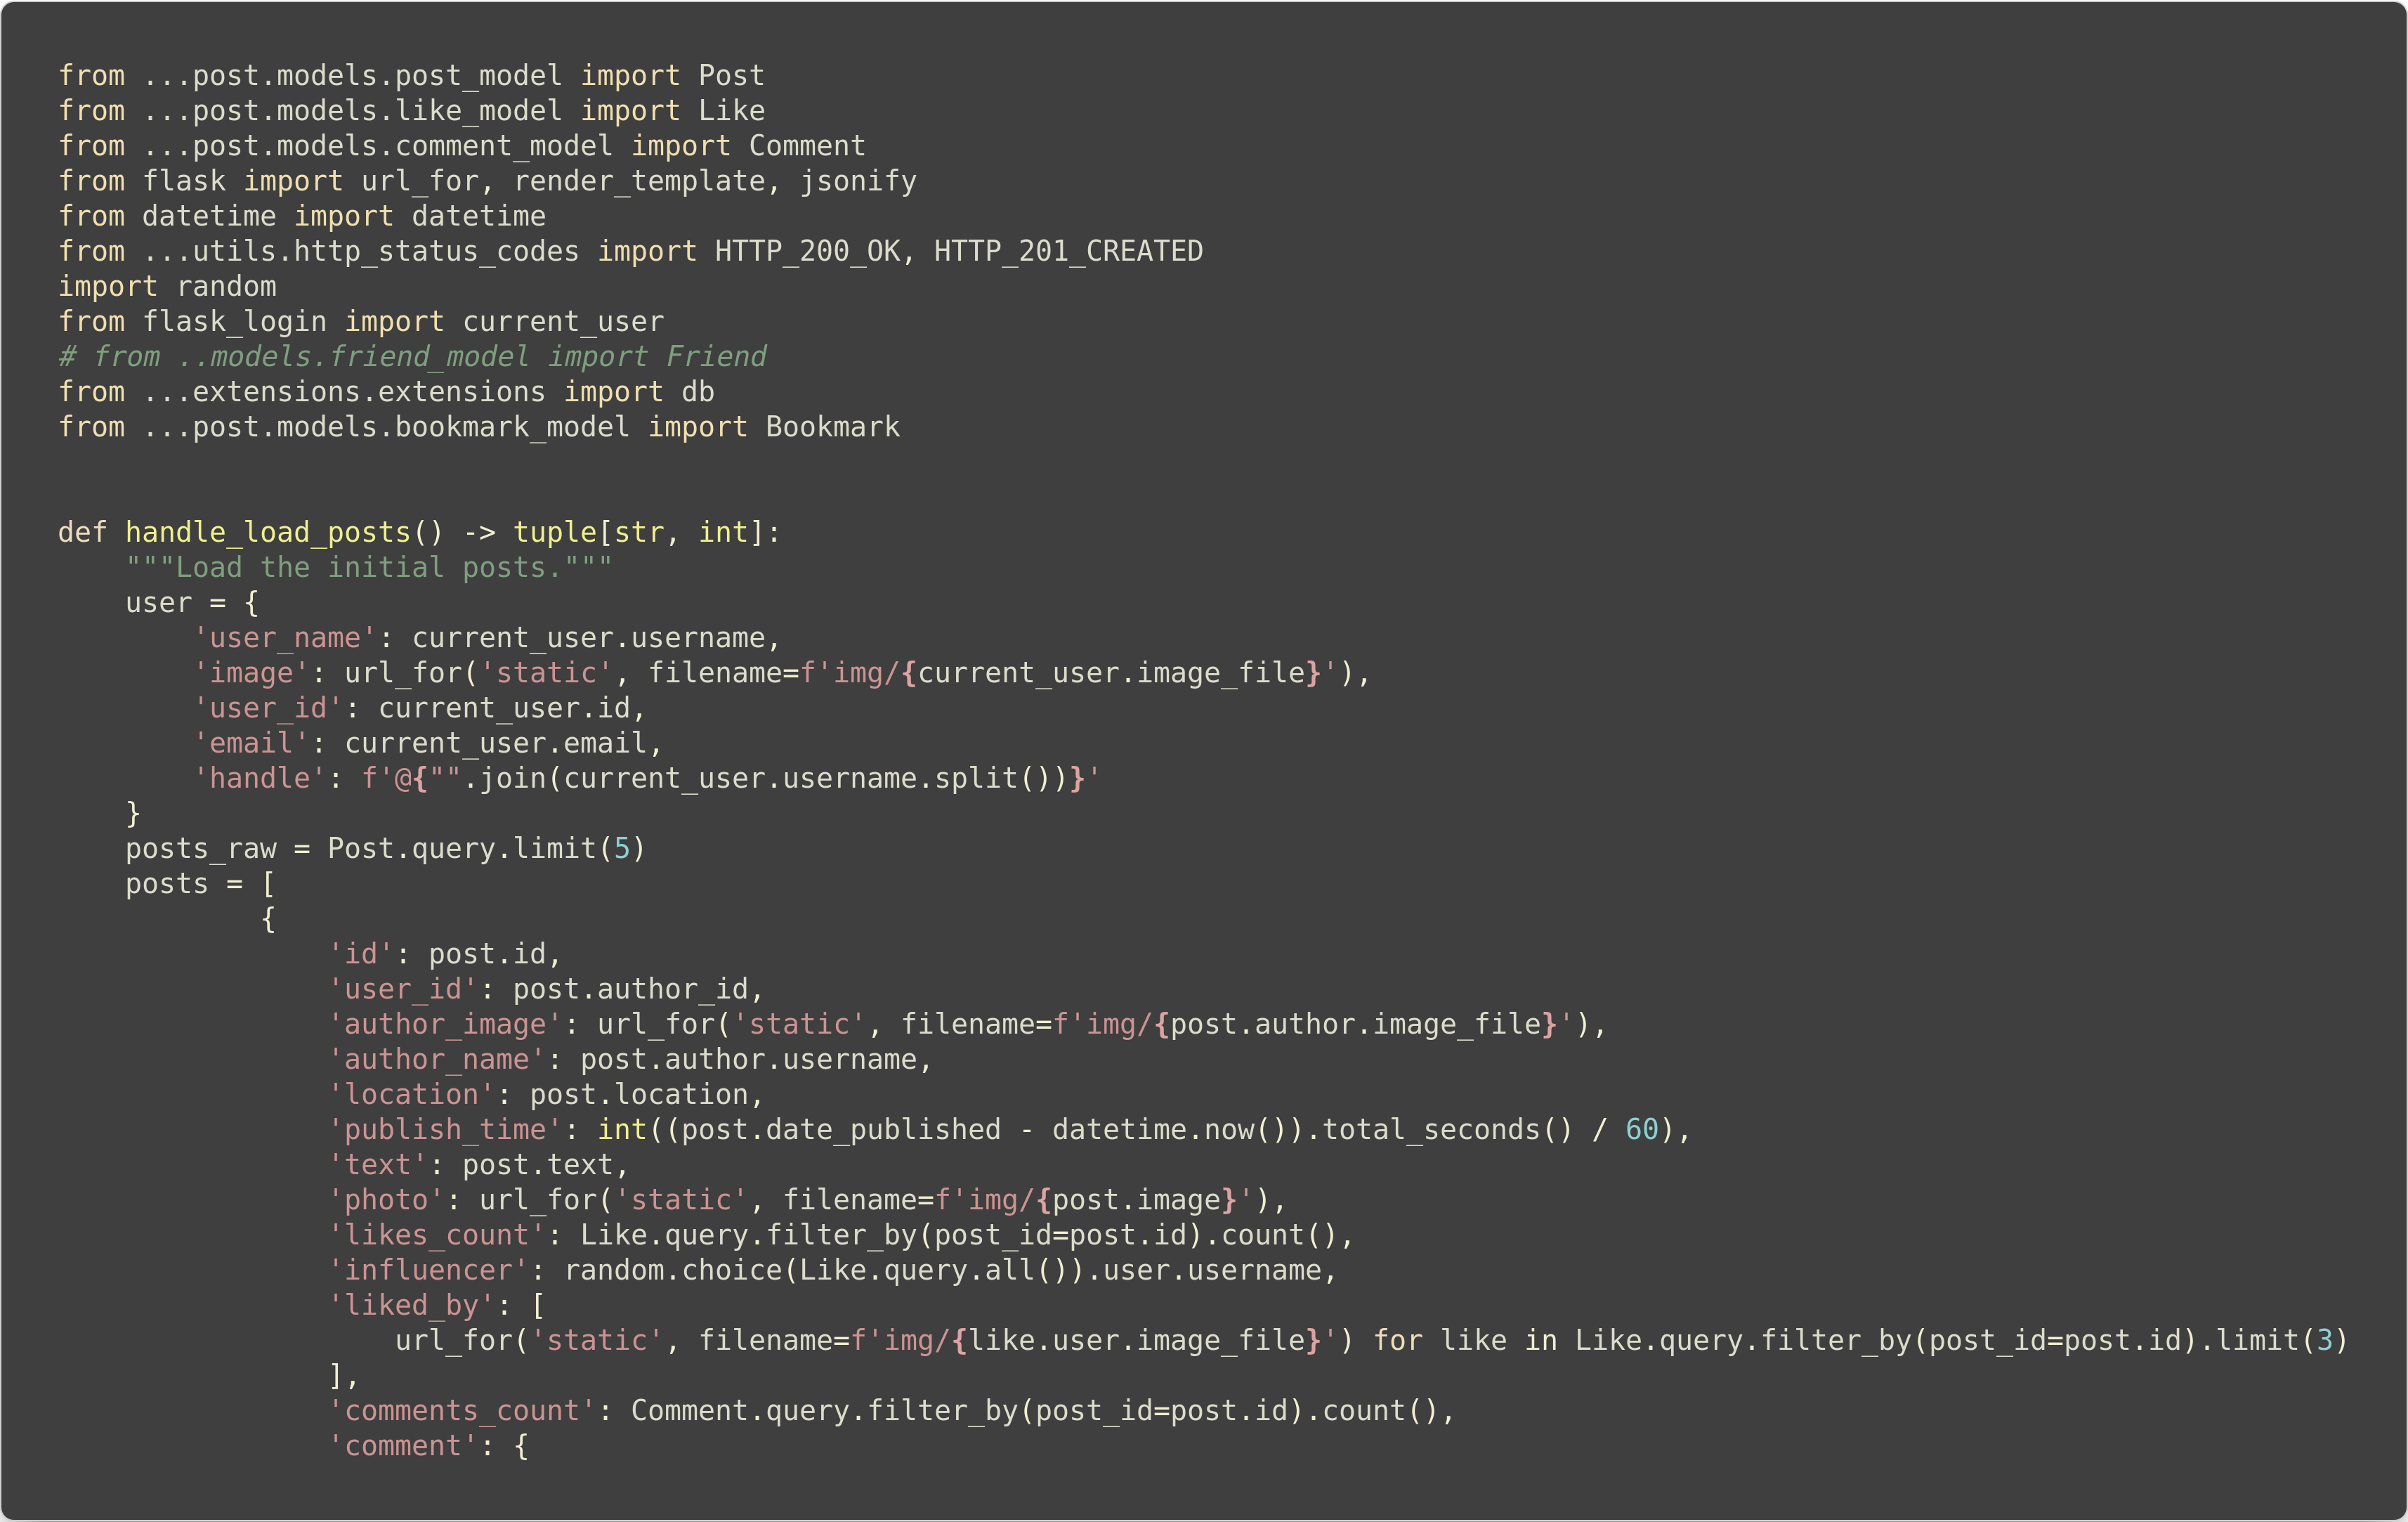 from ...post.models.post_model import Post
from ...post.models.like_model import Like
from ...post.models.comment_model import Comment
from flask import url_for, render_template, jsonify
from datetime import datetime
from ...utils.http_status_codes import HTTP_200_OK, HTTP_201_CREATED
import random
from flask_login import current_user
# from ..models.friend_model import Friend
from ...extensions.extensions import db
from ...post.models.bookmark_model import Bookmark


def handle_load_posts() -> tuple[str, int]:
    """Load the initial posts."""
    user = {
        'user_name': current_user.username,
        'image': url_for('static', filename=f'img/{current_user.image_file}'),
        'user_id': current_user.id,
        'email': current_user.email,
        'handle': f'@{"".join(current_user.username.split())}'
    }
    posts_raw = Post.query.limit(5)
    posts = [
            {
                'id': post.id,
                'user_id': post.author_id,
                'author_image': url_for('static', filename=f'img/{post.author.image_file}'),
                'author_name': post.author.username,
                'location': post.location,
                'publish_time': int((post.date_published - datetime.now()).total_seconds() / 60),
                'text': post.text,
                'photo': url_for('static', filename=f'img/{post.image}'),
                'likes_count': Like.query.filter_by(post_id=post.id).count(),
                'influencer': random.choice(Like.query.all()).user.username,
                'liked_by': [
                    url_for('static', filename=f'img/{like.user.image_file}') for like in Like.query.filter_by(post_id=post.id).limit(3)
                ],
                'comments_count': Comment.query.filter_by(post_id=post.id).count(),
                'comment': {